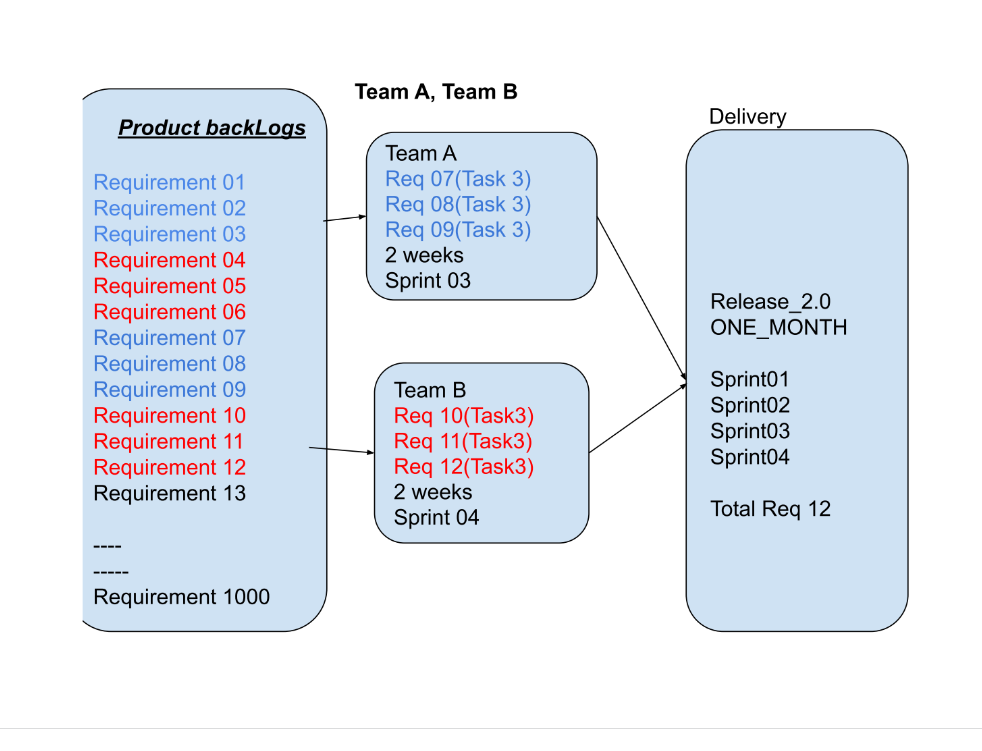 Team A, Team B
Product backLogs
Requirement 01
Requirement 02
Requirement 03
Requirement 04
Requirement 05
Requirement 06
Requirement 07
Requirement 08
Requirement 09
Requirement 10
Requirement 11
Requirement 12
Requirement 13
----
-----
Requirement 1000
Team A
Req 07(Task 3)
Req 08(Task 3)
Req 09(Task 3)
2 weeks
Sprint 03
Team B
Req 10(Task3)
Req 11(Task3)
Req 12(Task3)
2 weeks
Sprint 04
Delivery
Release_2.0
ONE_MONTH
Sprint01
Sprint02
Sprint03
Sprint04
Total Req 12